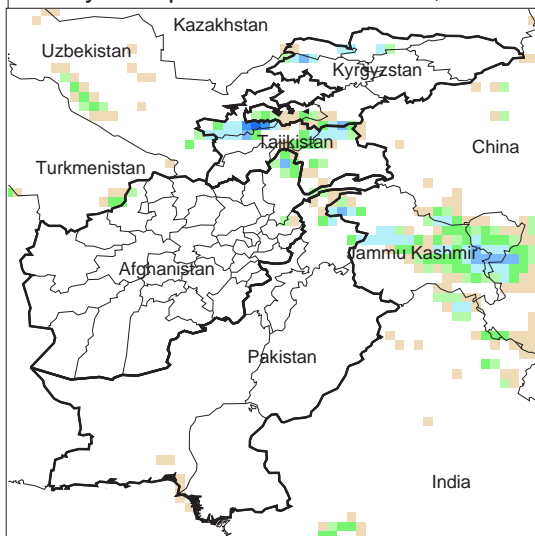 Kazakhstan
Uzbekistan
Kyrgyzstan
China
Tajikistan
Turkmenistan
Jammu Kashmir
Afghanistan
Pakistan
India